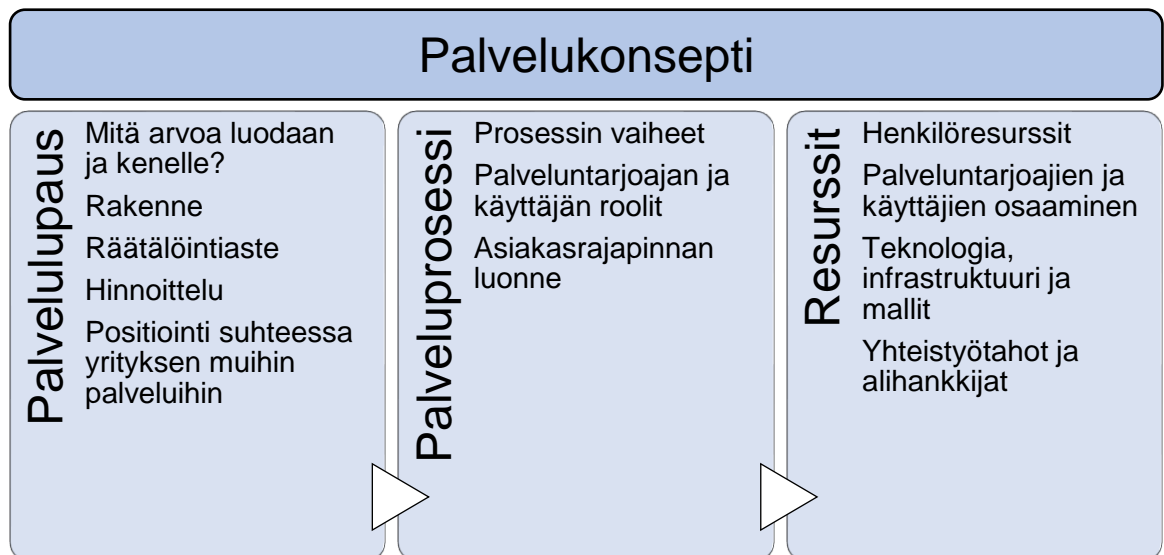 Palvelukonsepti
Palvelulupaus
Mitä arvoa luodaan
ja kenelle?
Rakenne
Räätälöintiaste
Hinnoittelu
Positiointi suhteessa
yrityksen muihin
palveluihin
Palveluprosessi
Prosessin vaiheet
Palveluntarjoajan ja
käyttäjän roolit
Asiakasrajapinnan
luonne
Resurssit
Henkilöresurssit
Palveluntarjoajien ja
käyttäjien osaaminen
Teknologia,
infrastruktuuri ja
mallit
Yhteistyötahot ja
alihankkijat